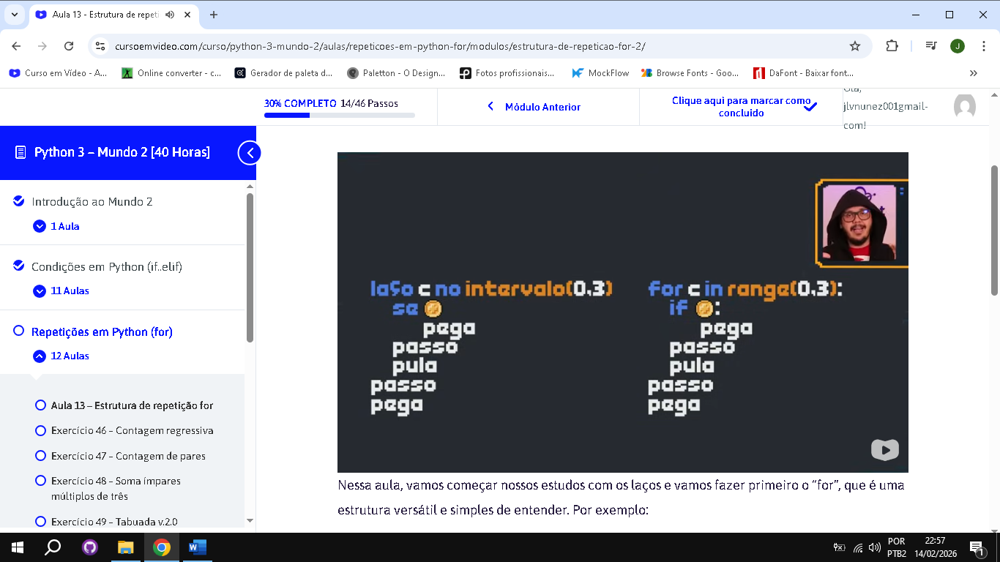 Aula 13 - Estrutura de repeti
cursoemvideo.com/curso/python-3-mundo-2/aulas/repeticoes-em-python-for/modulos/estrutura-de-repeticao-for-2/
J
Curso em Vídeo - A...
Online converter - c...
Gerador de paleta d...
Paletton - O Design...
Fotos profissionais...
MockFlow
Browse Fonts - Goo...
DaFont - Baixar font...
30% COMPLETO 14/46 Passos
Módulo Anterior
Clique aqui para marcar como
concluido
Olá,
jlvnunez001gmail-
com!
Python 3 – Mundo 2 [40 Horas]
Introdução ao Mundo 2
1 Aula
Condições em Python (if..elif)
11 Aulas
Repetições em Python (for)
12 Aulas
Aula 13 – Estrutura de repetição for
Exercício 46 – Contagem regressiva
Exercício 47 – Contagem de pares
Exercício 48 – Soma ímpares
múltiplos de três
Exercício 49 – Tabuada v.2.0
laço c no intervalo(0,3)
se
pega
passo
pula
passo
pega
for c in range(0,3):
if :
pega
passo
pula
passo
pega
Nessa aula, vamos começar nossos estudos com os laços e vamos fazer primeiro o “for”, que é uma
estrutura versátil e simples de entender. Por exemplo:
POR
PTB2
22:57
14/02/2026
1